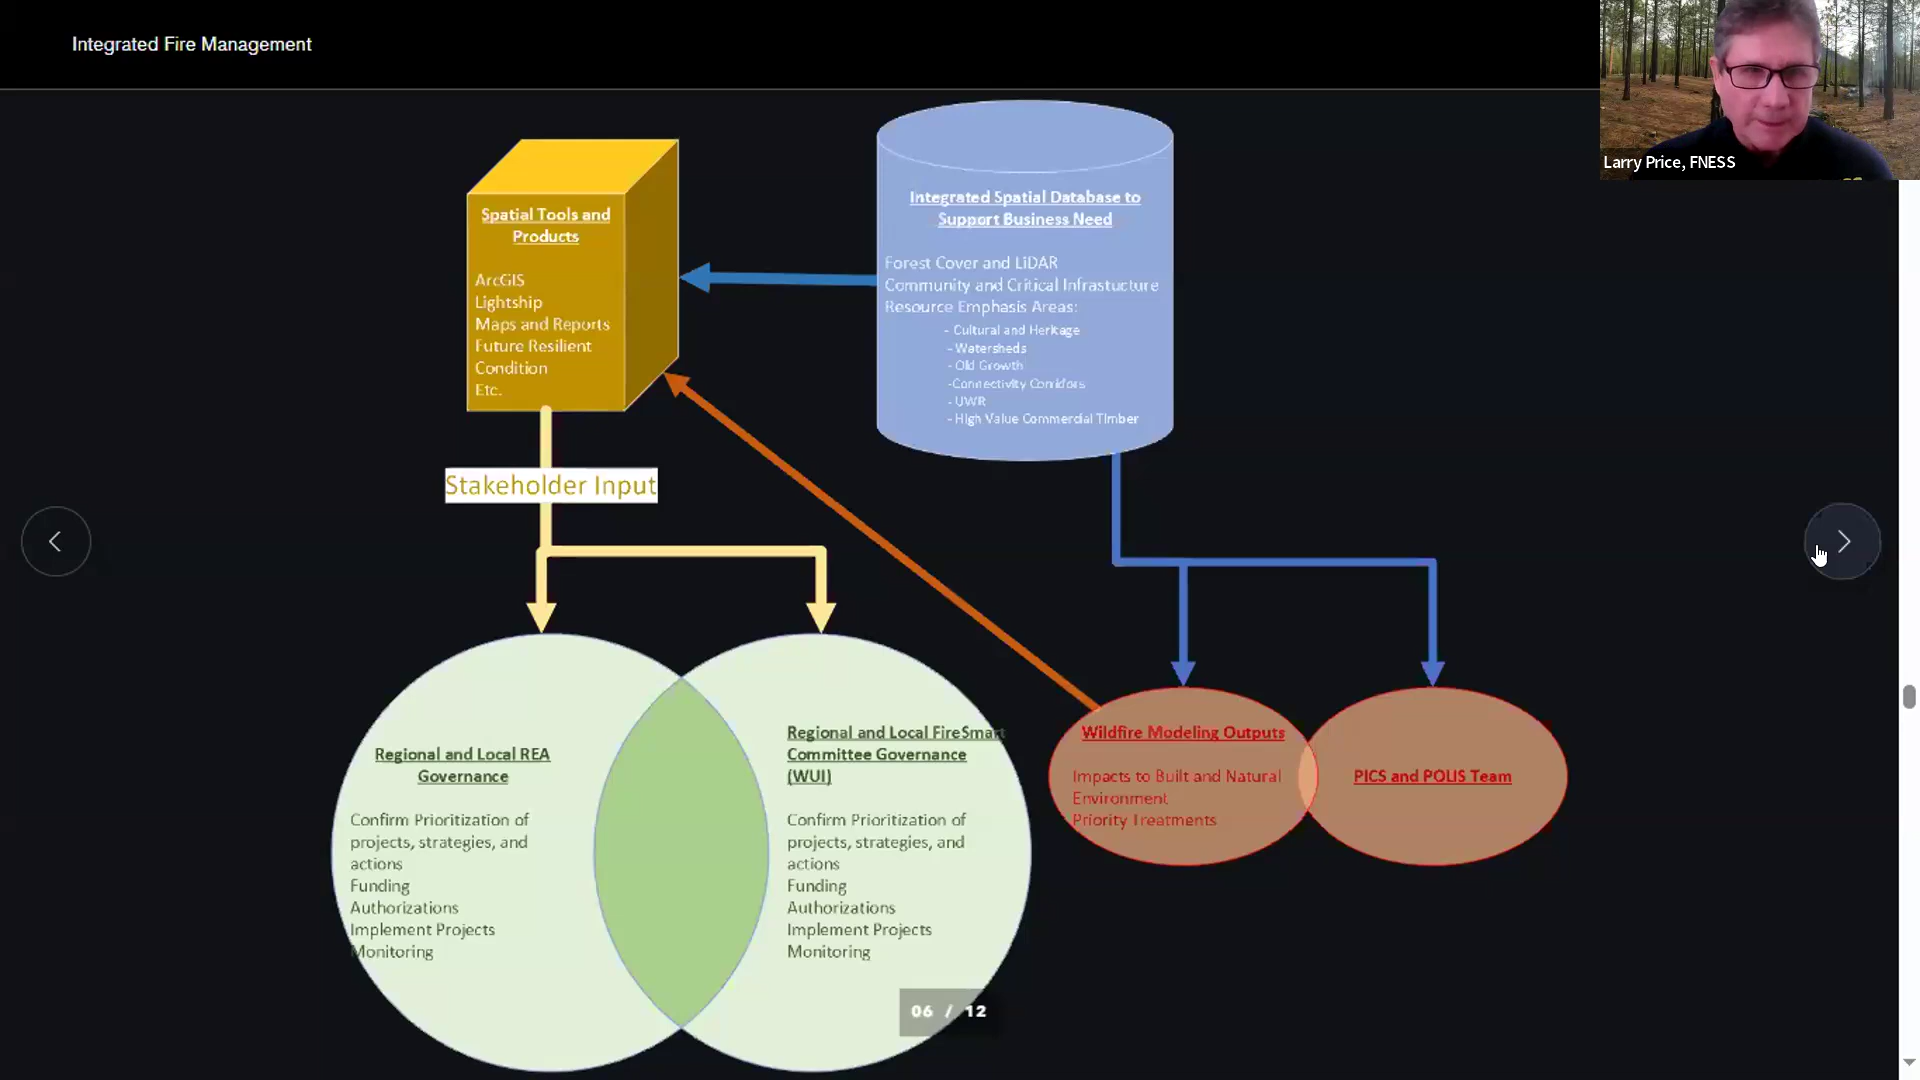 Integrated Fire Management
Larry Price, FNESS
Spatial Tools and
Products
ArcGIS
Lightship
Maps and Reports
Future Resilient
Condition
Etc.
Integrated Spatial Database to
Support Business Need
Forest Cover and LiDAR
Community and Critical Infrastucture
Resource Emphasis Areas:
- Cultural and Heritage
- Watersheds
- Old Growth
-Connectivity Corridors
- UWR
- High Value Commercial Timber
Stakeholder Input
Regional and Local REA
Governance
Confirm Prioritization of
projects, strategies, and
actions
Funding
Authorizations
Implement Projects
Monitoring
Regional and Local FireSmart
Committee Governance
(WUI)
Confirm Prioritization of
projects, strategies, and
actions
Funding
Authorizations
Implement Projects
Monitoring
Wildfire Modeling Outputs
Impacts to Built and Natural
Environment
Priority Treatments
PICS and POLIS Team
06 / 12